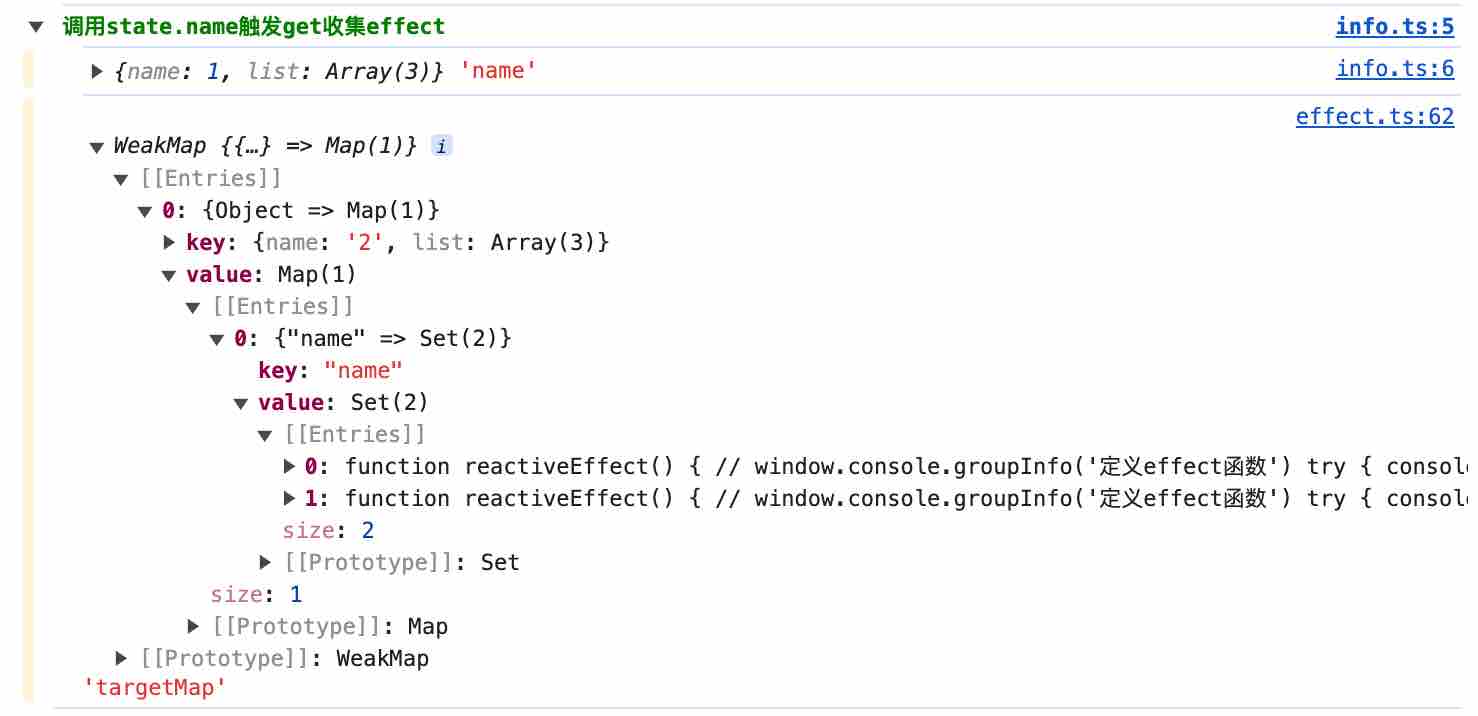 调用state.name触发get收集effect info.ts:5
{name: 1, list: Array(3)} 'name' info.ts:6
effect.ts:62
WeakMap {{…} => Map(1)} i
[[Entries]]
0: {Object => Map(1)}
key: {name: '2', list: Array(3)}
value: Map(1)
[[Entries]]
0: {"name" => Set(2)}
key: "name"
value: Set(2)
[[Entries]]
0: function reactiveEffect() { // window.console.groupInfo('定义effect函数') try { consol
1: function reactiveEffect() { // window.console.groupInfo('定义effect函数') try { consol
size: 2
[[Prototype]]: Set
size: 1
[[Prototype]]: Map
[[Prototype]]: WeakMap
'targetMap'